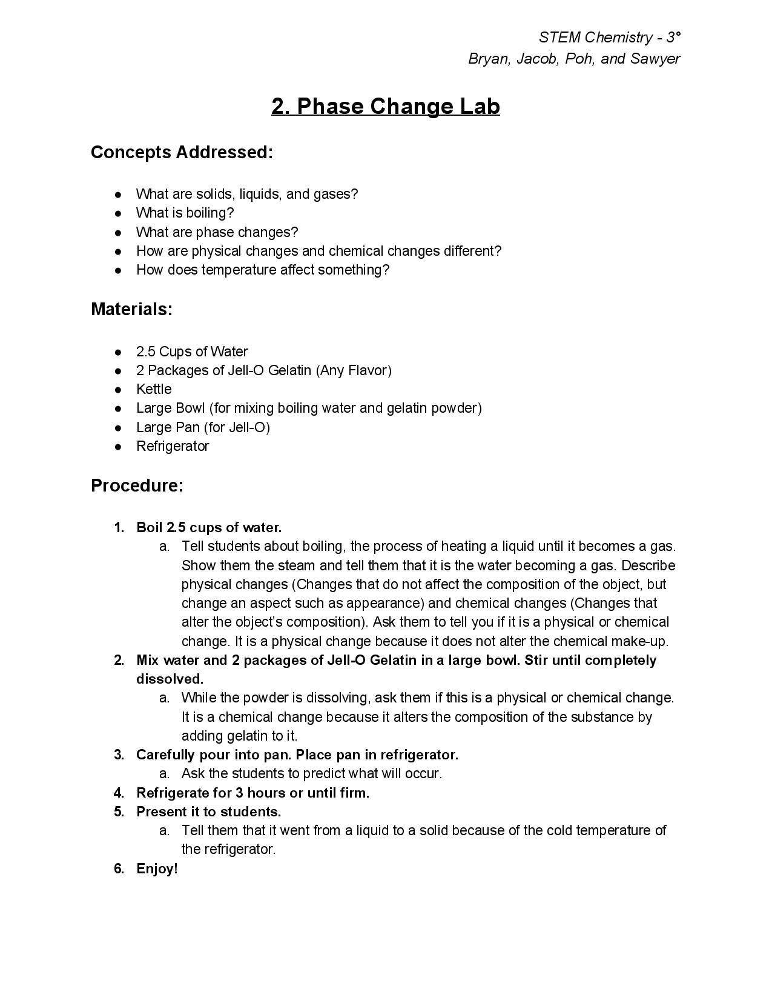 STEM Chemistry - 3°
Bryan, Jacob, Poh, and Sawyer
2. Phase Change Lab
Concepts Addressed:
● What are solids, liquids, and gases?
● What is boiling?
● What are phase changes?
● How are physical changes and chemical changes different?
● How does temperature affect something?
Materials:
● 2.5 Cups of Water
● 2 Packages of Jell-O Gelatin (Any Flavor)
● Kettle
● Large Bowl (for mixing boiling water and gelatin powder)
● Large Pan (for Jell-O)
● Refrigerator
Procedure:
1. Boil 2.5 cups of water.
a. Tell students about boiling, the process of heating a liquid until it becomes a gas.
Show them the steam and tell them that it is the water becoming a gas. Describe
physical changes (Changes that do not affect the composition of the object, but
change an aspect such as appearance) and chemical changes (Changes that
alter the object's composition). Ask them to tell you if it is a physical or chemical
change. It is a physical change because it does not alter the chemical make-up.
2. Mix water and 2 packages of Jell-O Gelatin in a large bowl. Stir until completely
dissolved.
a. While the powder is dissolving, ask them if this is a physical or chemical change.
It is a chemical change because it alters the composition of the substance by
adding gelatin to it.
3. Carefully pour into pan. Place pan in refrigerator.
a. Ask the students to predict what will occur.
4. Refrigerate for 3 hours or until firm.
5. Present it to students.
a. Tell them that it went from a liquid to a solid because of the cold temperature of
the refrigerator.
6. Enjoy!